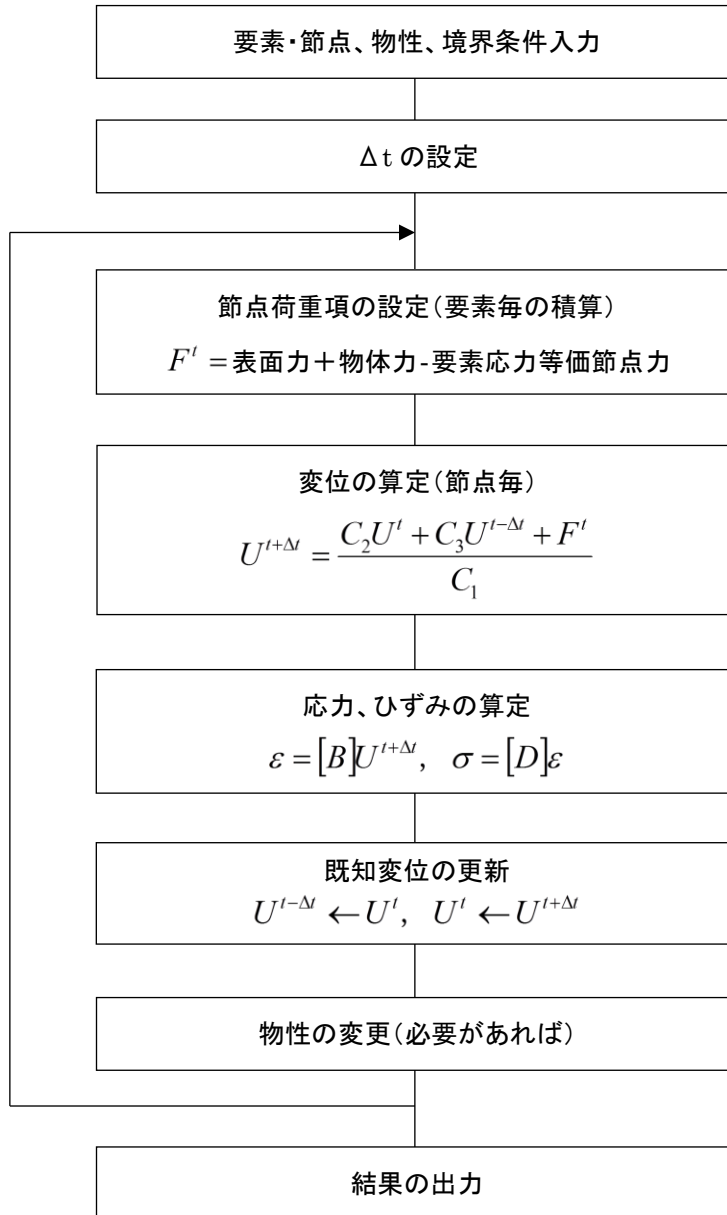 要素・節点、物性、境界条件入力
Δt の設定
節点荷重項の設定(要素毎の積算)
F^t = 表面力+物体力-要素応力等価節点力
変位の算定(節点毎)
U^{t+Δt} = \frac{C_2U^t + C_3U^{t-Δt} + F^t}{C_1}
応力、ひずみの算定
ε = [B]U^{t+Δt}, σ = [D]ε
既知変位の更新
U^{t-Δt} ← U^t, U^t ← U^{t+Δt}
物性の変更(必要があれば)
結果の出力